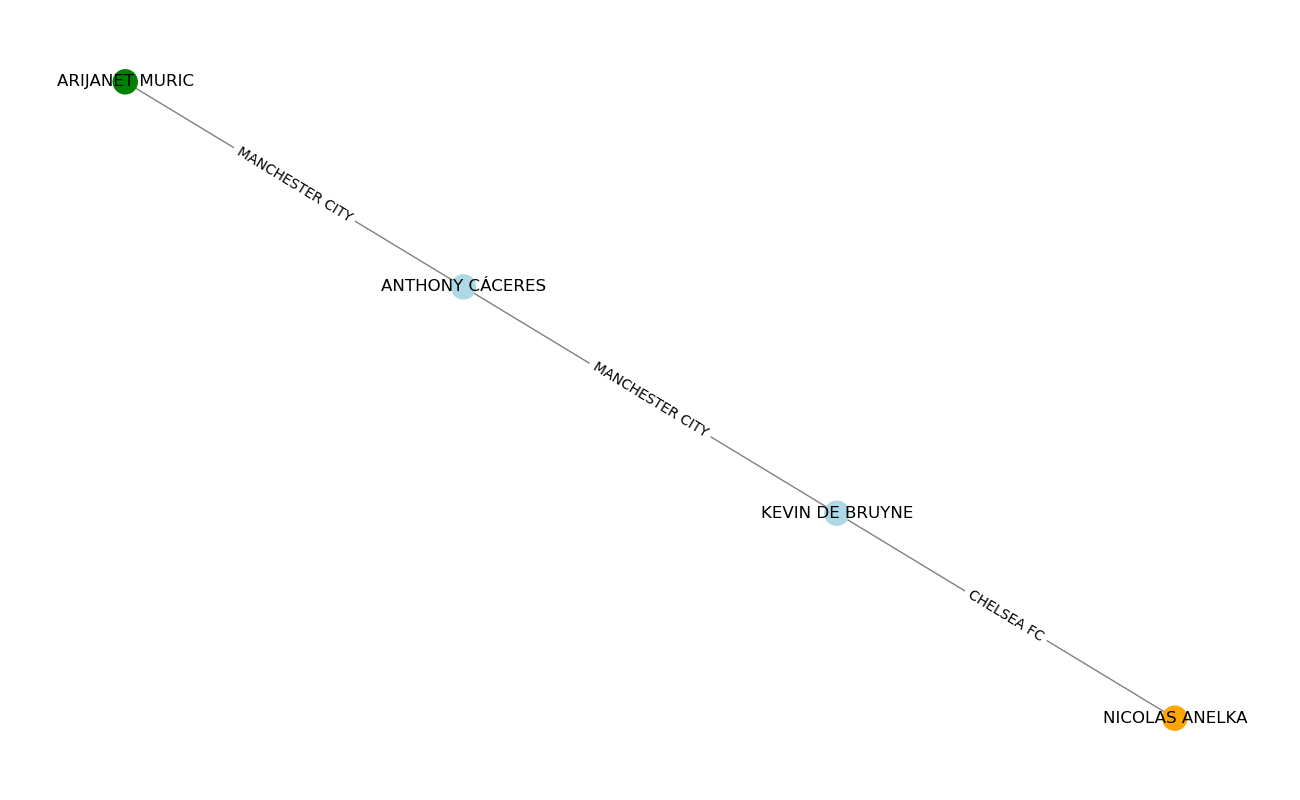 ARIJANET MURIC
MANCHESTER CITY
ANTHONY CÁCERES
MANCHESTER CITY
KEVIN DE BRUYNE
CHELSEA FC
NICOLAS ANELKA